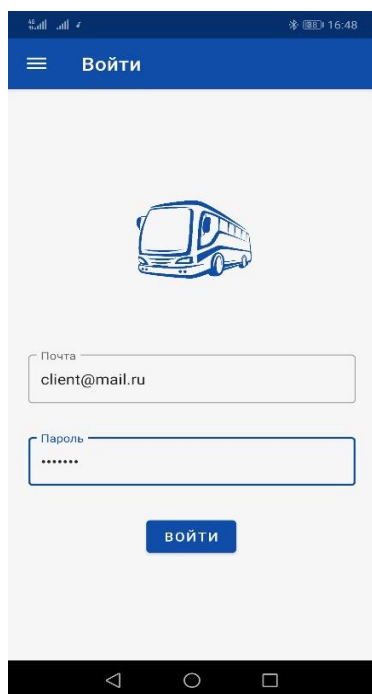 16:48
Войти
Почта
client@mail.ru
Пароль
•••••••
ВОЙТИ